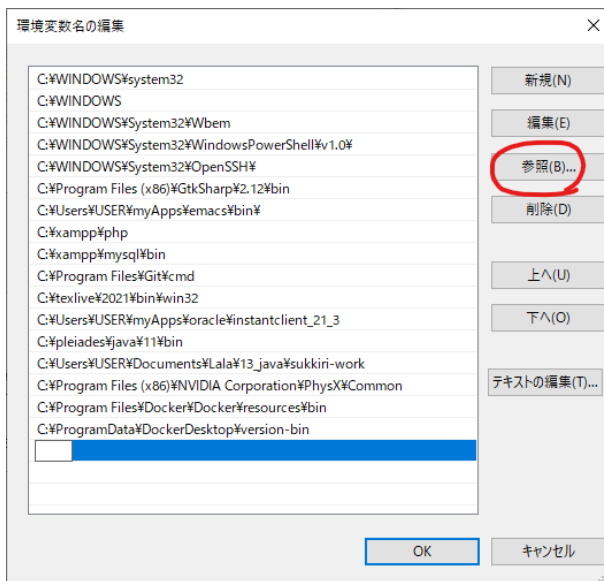 環境変数名の編集
C:¥WINDOWS¥system32
C:¥WINDOWS
C:¥WINDOWS¥System32¥Wbem
C:¥WINDOWS¥System32¥WindowsPowerShell¥v1.0¥
C:¥WINDOWS¥System32¥OpenSSH¥
C:¥Program Files (x86)¥GtkSharp¥2.12¥bin
C:¥Users¥USER¥myApps¥emacs¥bin¥
C:¥xampp¥php
C:¥xampp¥mysql¥bin
C:¥Program Files¥Git¥cmd
C:¥texlive¥2021¥bin¥win32
C:¥Users¥USER¥myApps¥oracle¥instantclient_21_3
C:¥pleiades¥java¥11¥bin
C:¥Users¥USER¥Documents¥Lala¥13_java¥sukkiri-work
C:¥Program Files (x86)¥NVIDIA Corporation¥PhysX¥Common
C:¥Program Files¥Docker¥Docker¥resources¥bin
C:¥ProgramData¥DockerDesktop¥version-bin
新規(N)
編集(E)
参照(B)...
削除(D)
上へ(U)
下へ(O)
テキストの編集(T)...
OK
キャンセル